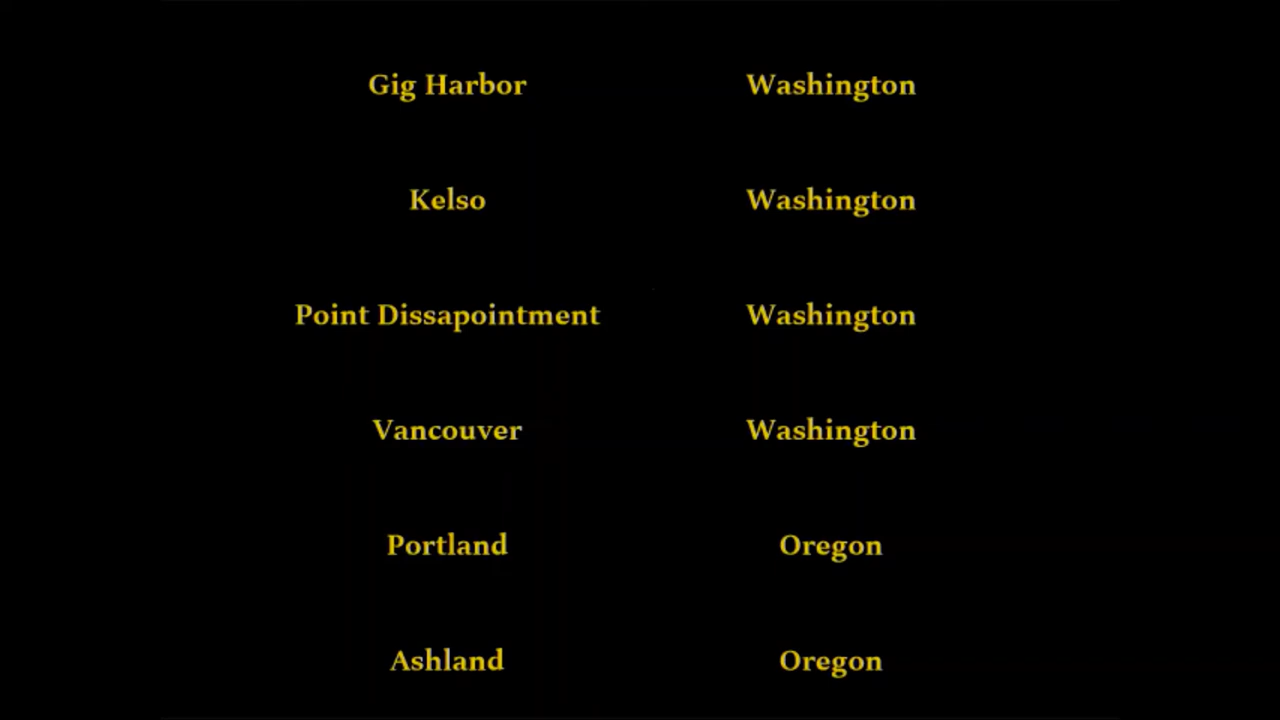 Gig Harbor Washington
Kelso Washington
Point Dissapointment Washington
Vancouver Washington
Portland Oregon
Ashland Oregon